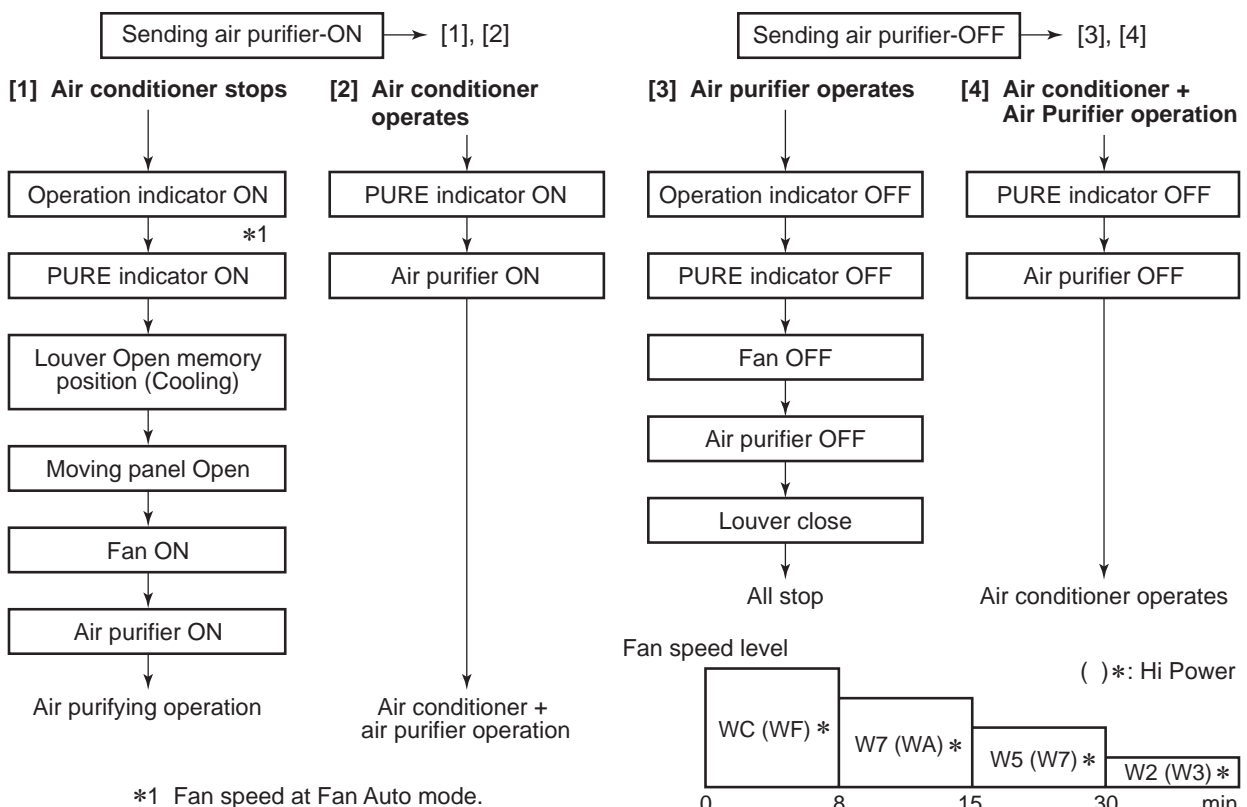 Sending air purifier-ON
[1], [2]
[1] Air conditioner stops
Operation indicator ON
*1
PURE indicator ON
Louver Open memory
position (Cooling)
Moving panel Open
Fan ON
Air purifier ON
Air purifying operation
[2] Air conditioner
operates
PURE indicator ON
Air purifier ON
Air conditioner +
air purifier operation
*1 Fan speed at Fan Auto mode.
Sending air purifier-OFF
[3], [4]
[3] Air purifier operates
Operation indicator OFF
PURE indicator OFF
Fan OFF
Air purifier OFF
Louver close
All stop
[4] Air conditioner +
Air Purifier operation
PURE indicator OFF
Air purifier OFF
Air conditioner operates
Fan speed level
( )*: Hi Power
WC (WF) *
W7 (WA) *
W5 (W7) *
W2 (W3) *
0 8 15 30 min